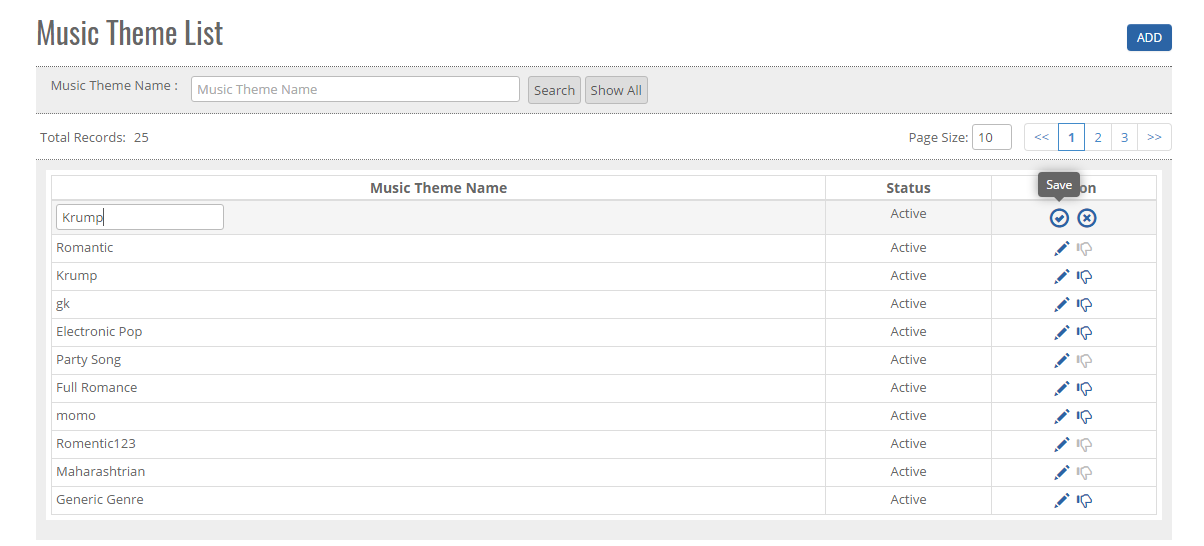 Music Theme List
ADD
Music Theme Name : Music Theme Name Search Show All
Total Records: 25 Page Size: 10 << 1 2 3 >>
Save
Music Theme Name Status on
Krump Active
Romantic Active
Krump Active
gk Active
Electronic Pop Active
Party Song Active
Full Romance Active
momo Active
Romentic123 Active
Maharashtrian Active
Generic Genre Active